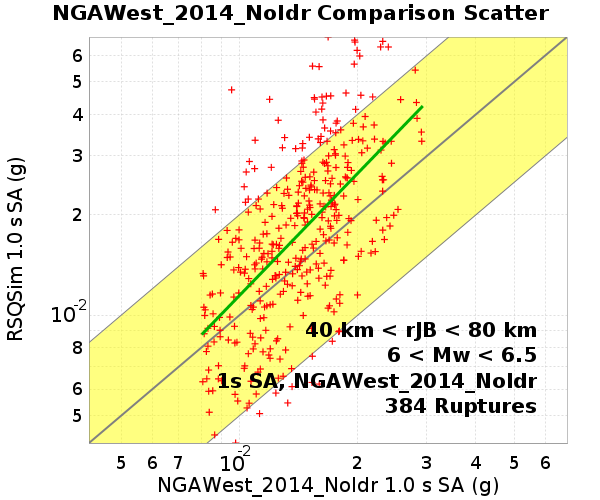 NGAWest_2014_NoIdr Comparison Scatter
RSQSim 1.0 s SA (g)
6
5
4
3
2
10-2
8
6
5
40 km < rJB < 80 km
6 < Mw < 6.5
1s SA, NGAWest_2014_NoIdr
384 Ruptures
5 6 7 10-2 2 3 4 5 6
NGAWest_2014_NoIdr 1.0 s SA (g)